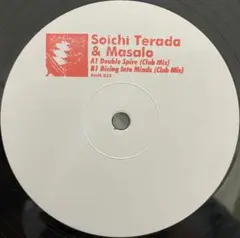 Soichi Terada
& Masalo
A1 Double Spire (Club Mix)
B1 Diving Into Minds (Club Mix)